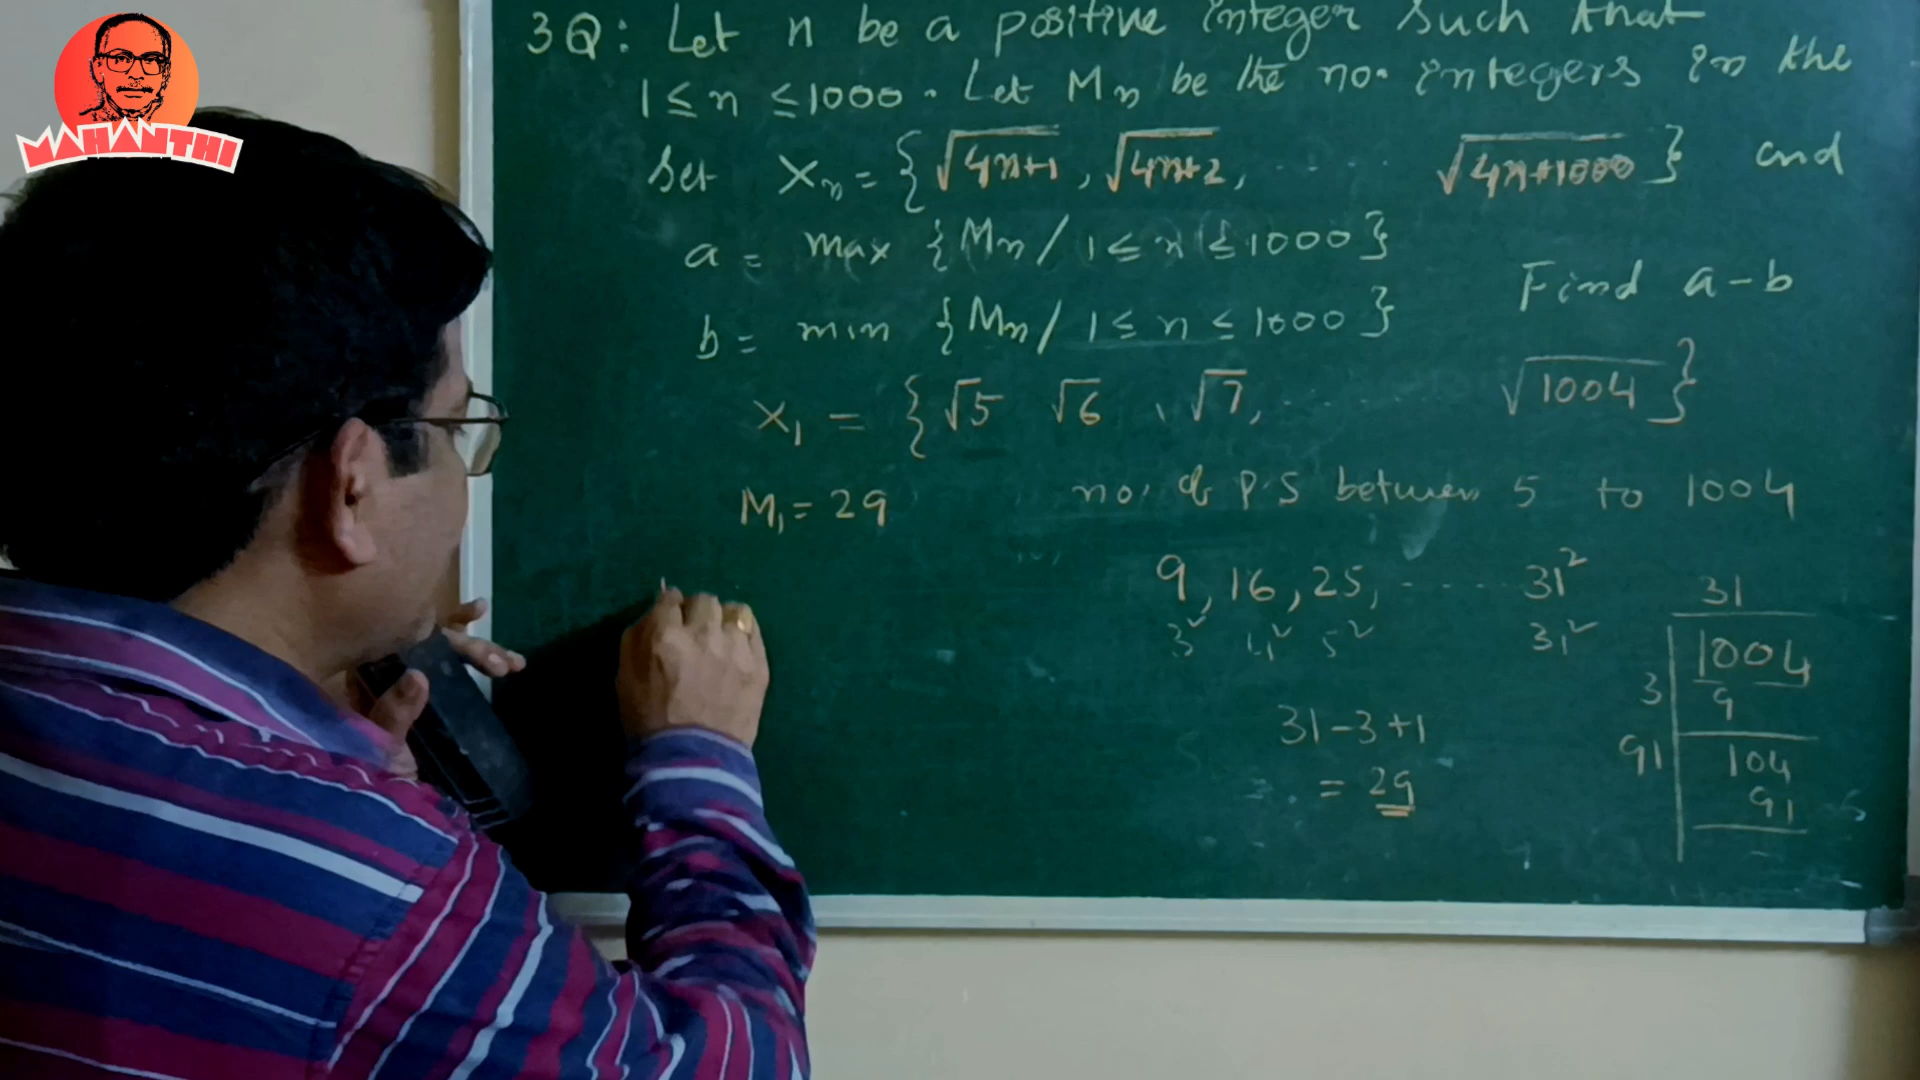 MAHANTHI
3Q: Let n be a positive integer such that
1 ≤ n ≤ 1000. Let Mn be the no. integers in the
set Xn = { √4n+1, √4n+2, ...... √4n+1000 } and
a = max {Mn / 1 ≤ n ≤ 1000}
b = min {Mn / 1 ≤ n ≤ 1000}
Find a-b
X1 = { √5 √6, √7, ........ √1004 }
M1 = 29
no. of P.S between 5 to 1004
9, 16, 25, ...... 31²
3² 4² 5² 31²
31-3+1
= 29
31
3 1004
9
91 104
91